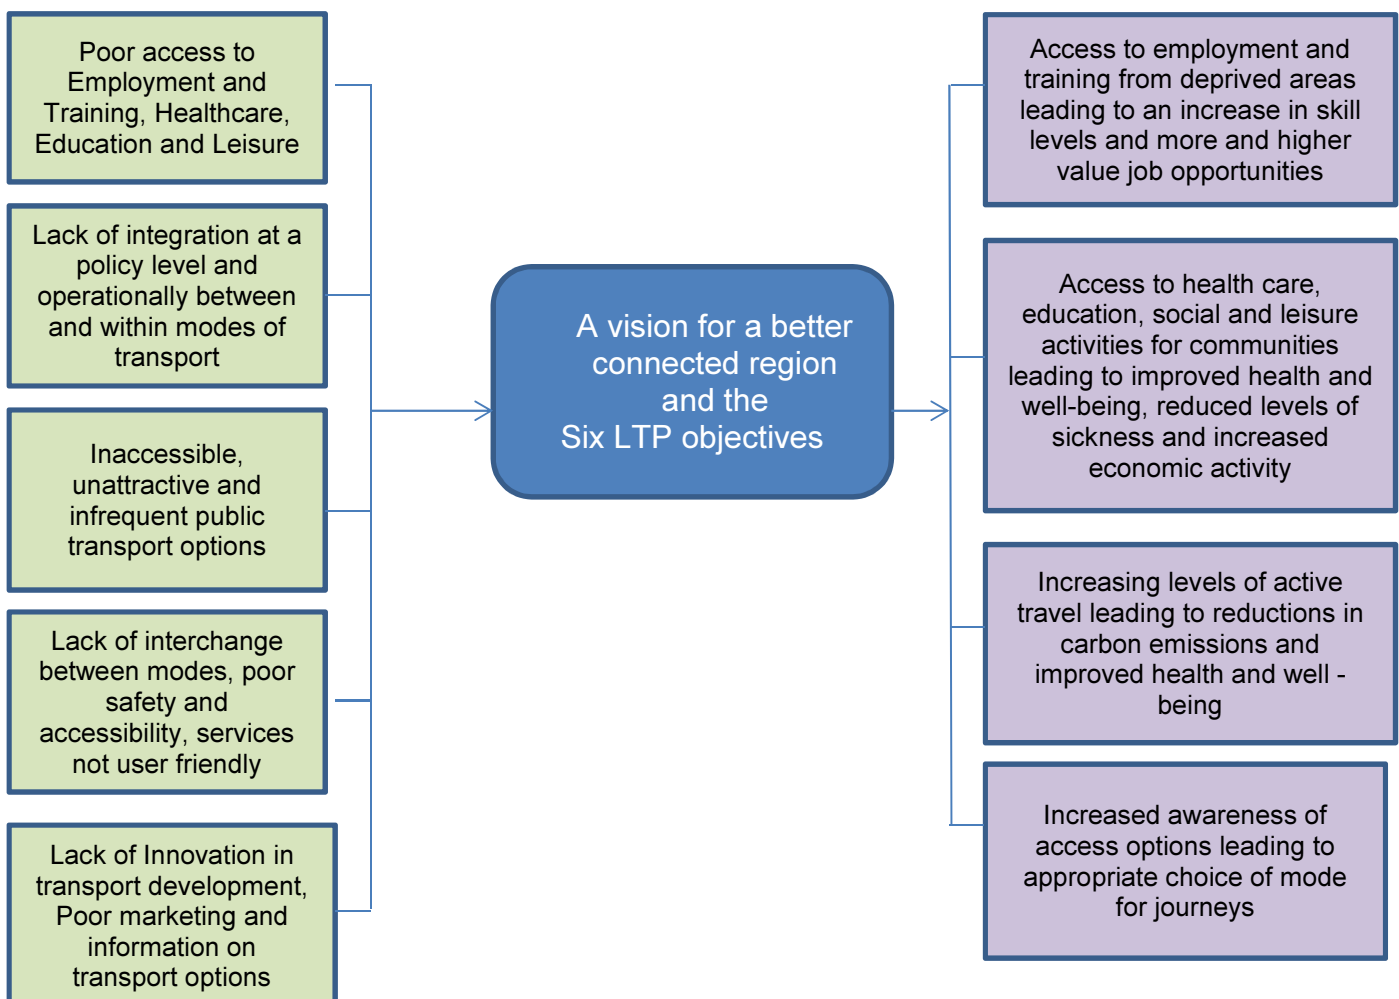 Poor access to
Employment and
Training, Healthcare,
Education and Leisure
Lack of integration at a
policy level and
operationally between
and within modes of
transport
Inaccessible,
unattractive and
infrequent public
transport options
Lack of interchange
between modes, poor
safety and
accessibility, services
not user friendly
Lack of Innovation in
transport development,
Poor marketing and
information on
transport options
A vision for a better
connected region
and the
Six LTP objectives
Access to employment and
training from deprived areas
leading to an increase in skill
levels and more and higher
value job opportunities
Access to health care,
education, social and leisure
activities for communities
leading to improved health and
well-being, reduced levels of
sickness and increased
economic activity
Increasing levels of active
travel leading to reductions in
carbon emissions and
improved health and well -
being
Increased awareness of
access options leading to
appropriate choice of mode
for journeys